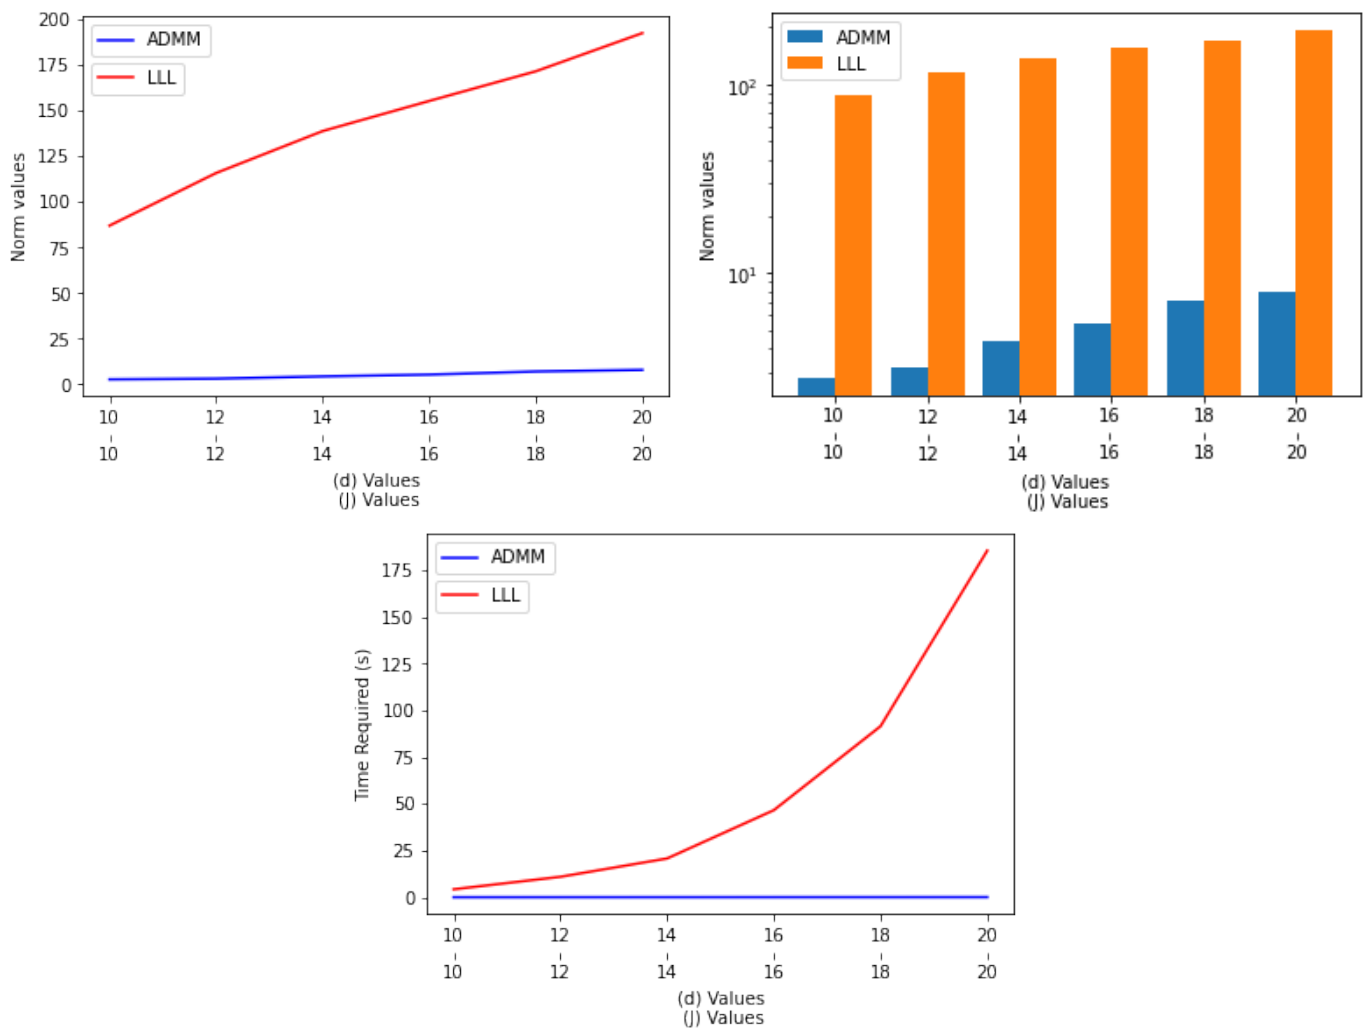 200
175
150
125
100
75
50
25
0
Norm values
ADMM
LLL
10 12 14 16 18 20
10 12 14 16 18 20
(d) Values
(J) Values
10²
10¹
Norm values
ADMM
LLL
10 12 14 16 18 20
10 12 14 16 18 20
(d) Values
(J) Values
175
150
125
100
75
50
25
0
Time Required (s)
ADMM
LLL
10 12 14 16 18 20
10 12 14 16 18 20
(d) Values
(J) Values